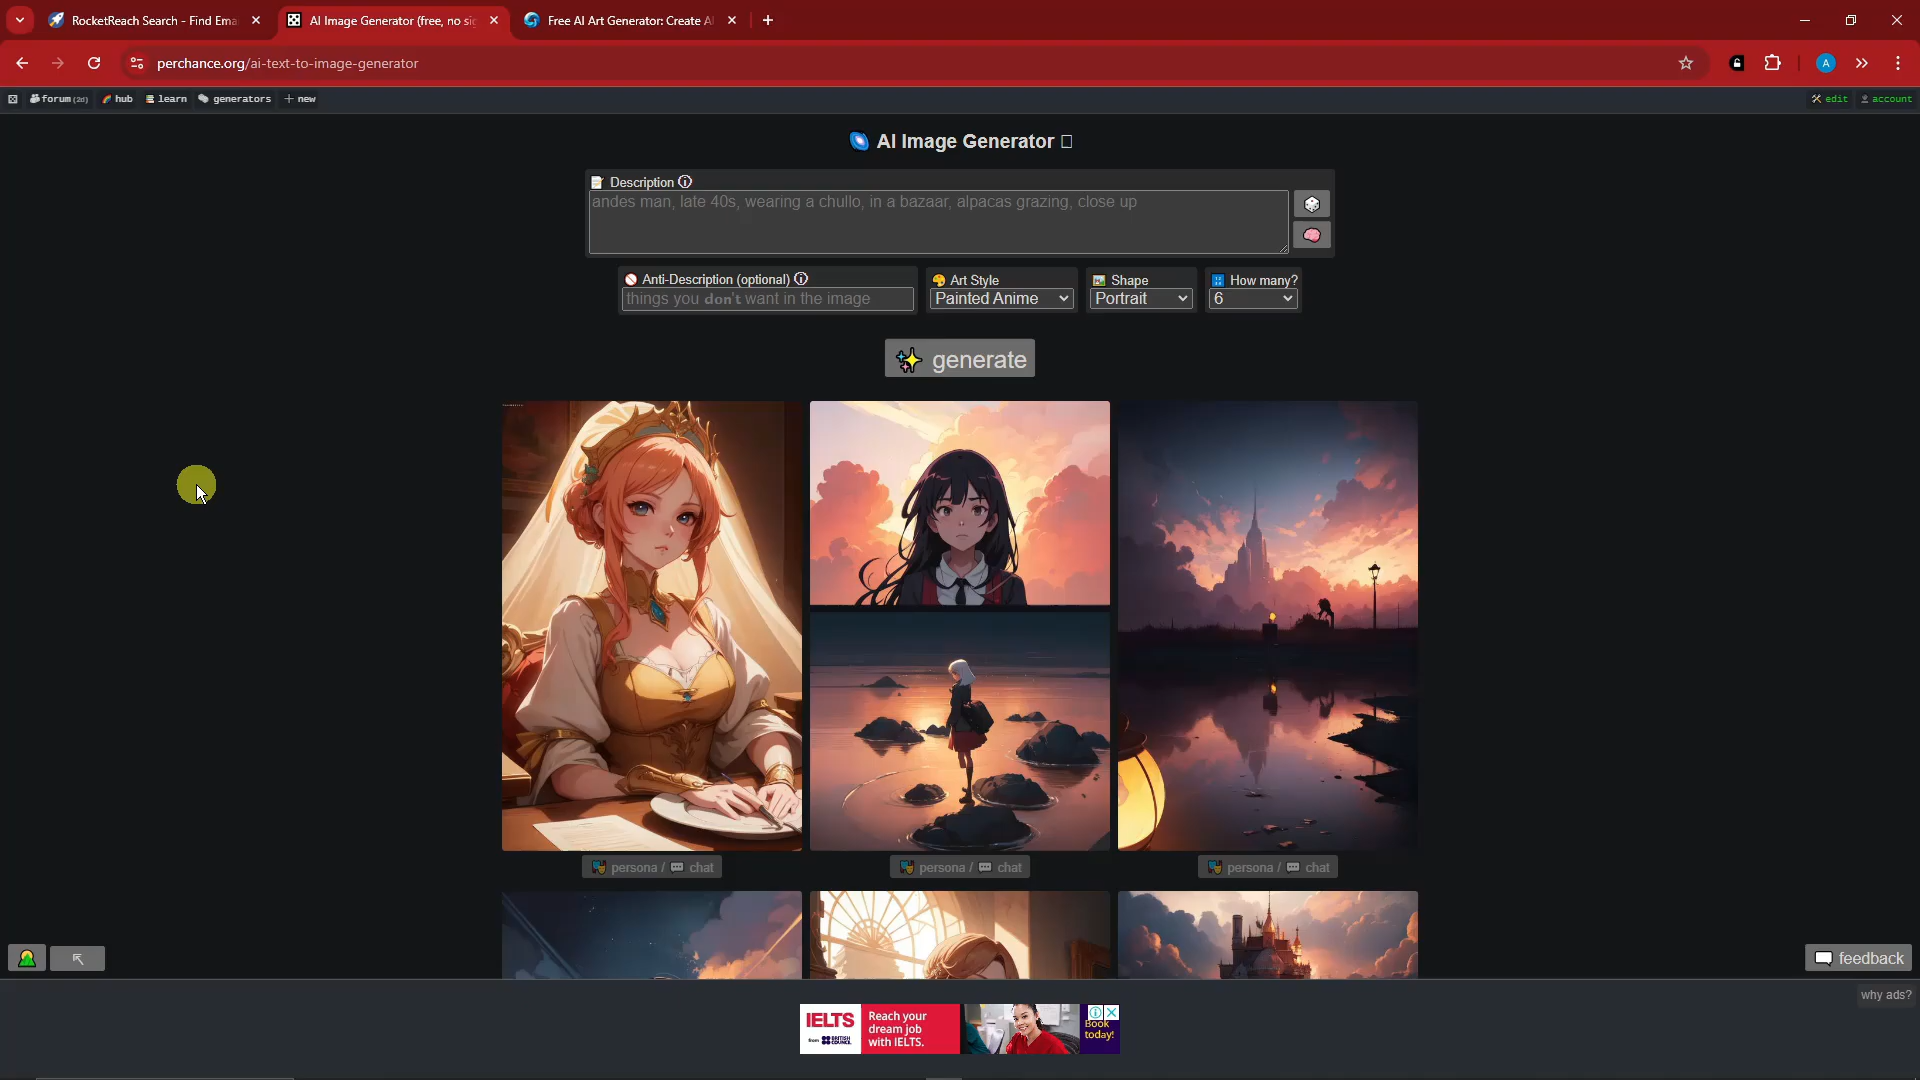 RocketReach Search - Find Ema
AI Image Generator (free, no si
Free AI Art Generator: Create A
perchance.org/ai-text-to-image-generator
A
forum(2d)
hub
learn
generators
new
edit
account
AI Image Generator
Description
andes man, late 40s, wearing a chullo, in a bazaar, alpacas grazing, close up
Anti-Description (optional)
things you don't want in the image
Art Style
Painted Anime
Shape
Portrait
How many?
6
generate
persona / chat
persona / chat
persona / chat
feedback
why ads?
IELTS
from BRITISH COUNCIL
Reach your
dream job
with IELTS.
Book
today!